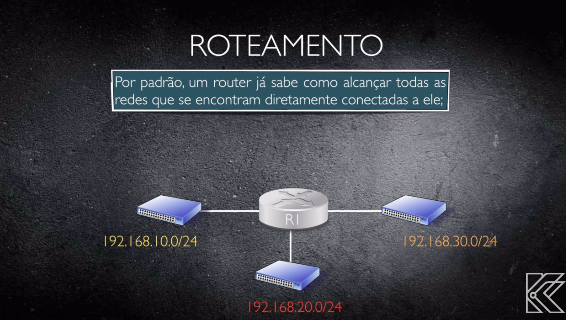 ROTEAMENTO
Por padrão, um router já sabe como alcançar todas as
redes que se encontram diretamente conectadas a ele;
R1
192.168.10.0/24
192.168.30.0/24
192.168.20.0/24